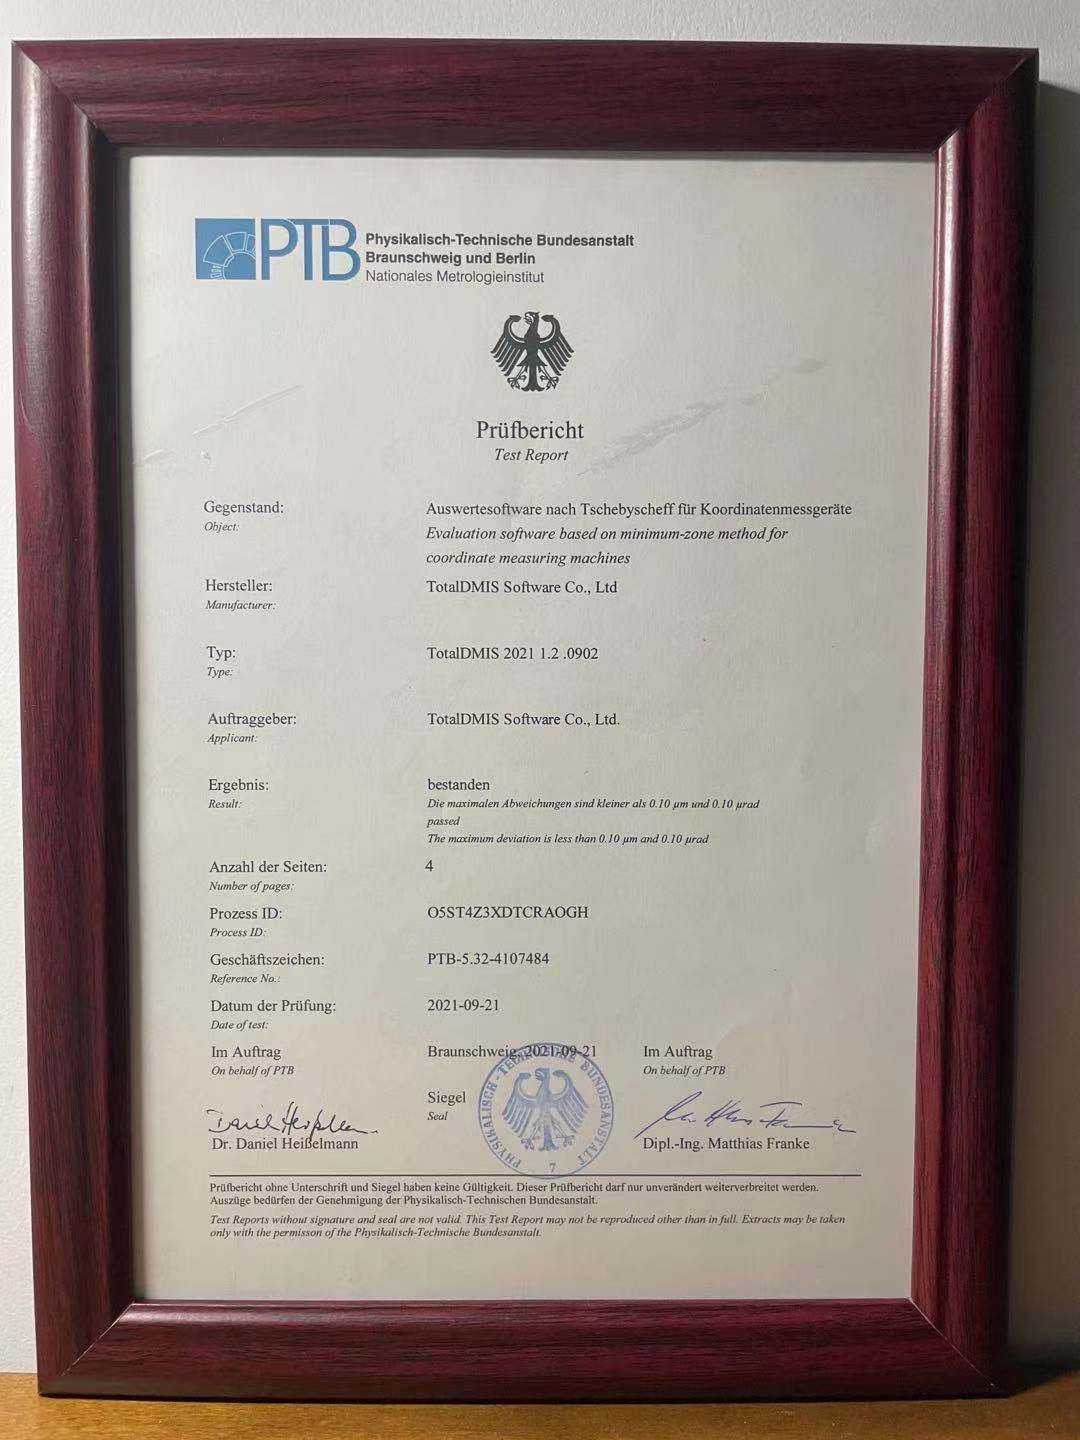 PTB
Physikalisch-Technische Bundesanstalt
Braunschweig und Berlin
Nationales Metrologieinstitut
Prüfbericht
Test Report
Gegenstand:
Object:
Auswertesoftware nach Tschebyscheff für Koordinatenmessgeräte
Evaluation software based on minimum-zone method for
coordinate measuring machines
Hersteller:
Manufacturer:
TotalDMIS Software Co., Ltd
Typ:
Type:
TotalDMIS 2021 1.2 .0902
Auftraggeber:
Applicant:
TotalDMIS Software Co., Ltd.
Ergebnis:
Result:
bestanden
Die maximalen Abweichungen sind kleiner als 0.10 µm und 0.10 µrad
passed
The maximum deviation is less than 0.10 µm and 0.10 µrad
Anzahl der Seiten:
Number of pages:
4
Prozess ID:
Process ID:
O5ST4Z3XDTCRAOGH
Geschäftszeichen:
Reference No.:
PTB-5.32-4107484
Datum der Prüfung:
Date of test:
2021-09-21
Im Auftrag
On behalf of PTB
Braunschweig, 2021-09-21
Im Auftrag
On behalf of PTB
Siegel
Seal
PHYSIKALISCH-TECHNISCHE BUNDESANSTALT
7
Dr. Daniel Heißelmann
Dipl.-Ing. Matthias Franke
Prüfbericht ohne Unterschrift und Siegel haben keine Gültigkeit. Dieser Prüfbericht darf nur unverändert weiterverbreitet werden.
Auszüge bedürfen der Genehmigung der Physikalisch-Technischen Bundesanstalt.
Test Reports without signature and seal are not valid. This Test Report may not be reproduced other than in full. Extracts may be taken
only with the permisson of the Physikalisch-Technische Bundesanstalt.